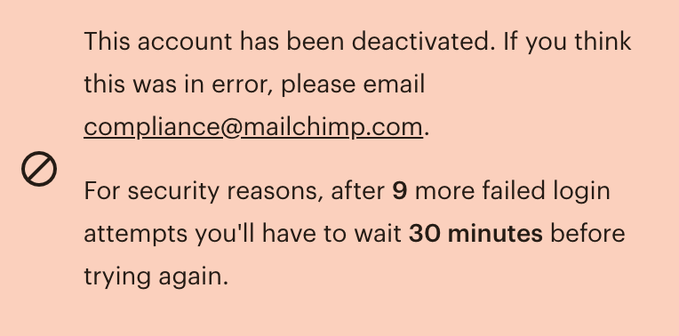 This account has been deactivated. If you think
this was in error, please email
compliance@mailchimp.com.
For security reasons, after 9 more failed login
attempts you'll have to wait 30 minutes before
trying again.